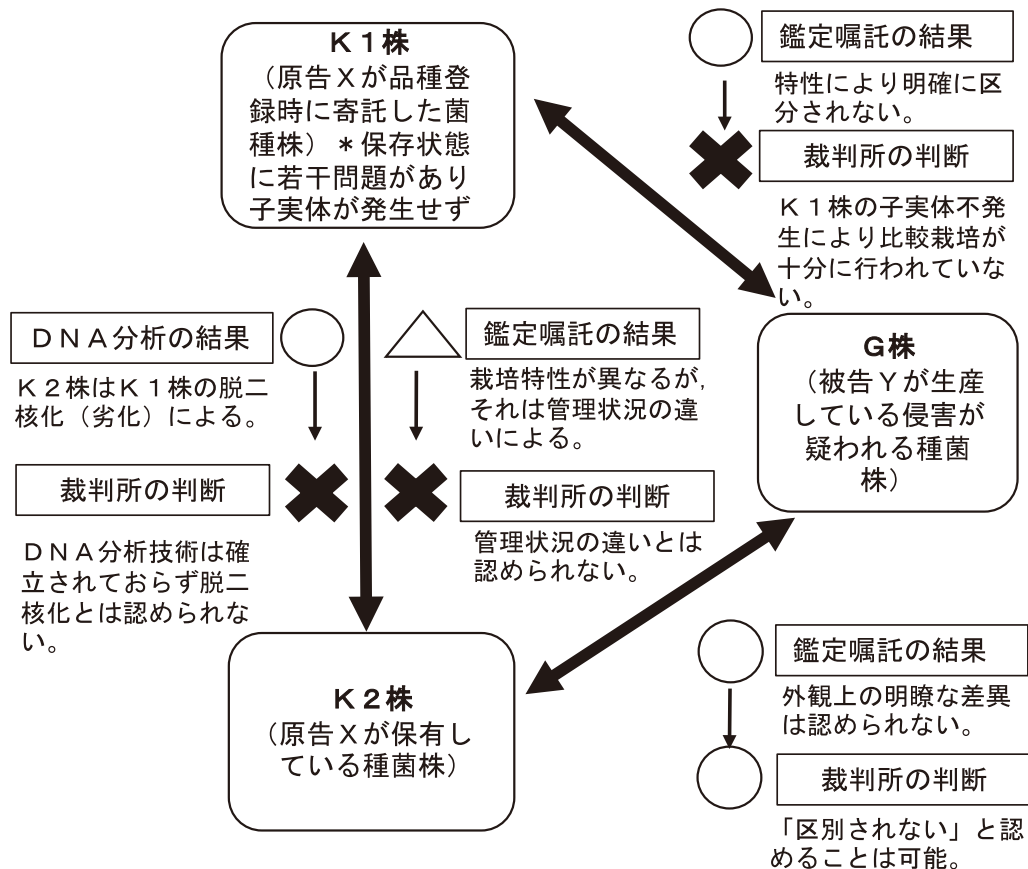 K1株
(原告Xが品種登
録時に寄託した菌
種株)*保存状態
に若干問題があり
子実体が発生せず
鑑定嘱託の結果
特性により明確に区
分されない。
裁判所の判断
K1株の子実体不発
生により比較栽培が
十分に行われていな
い。
DNA分析の結果
K2株はK1株の脱二
核化(劣化)による。
裁判所の判断
DNA分析技術は確
立されておらず脱二
核化とは認められな
い。
鑑定嘱託の結果
栽培特性が異なるが,
それは管理状況の違
いによる。
裁判所の判断
管理状況の違いとは
認められない。
G株
(被告Yが生産
している侵害が
疑われる種菌
株)
K2株
(原告Xが保有し
ている種菌株)
鑑定嘱託の結果
外観上の明瞭な差異
は認められない。
裁判所の判断
「区別されない」と認
めることは可能。